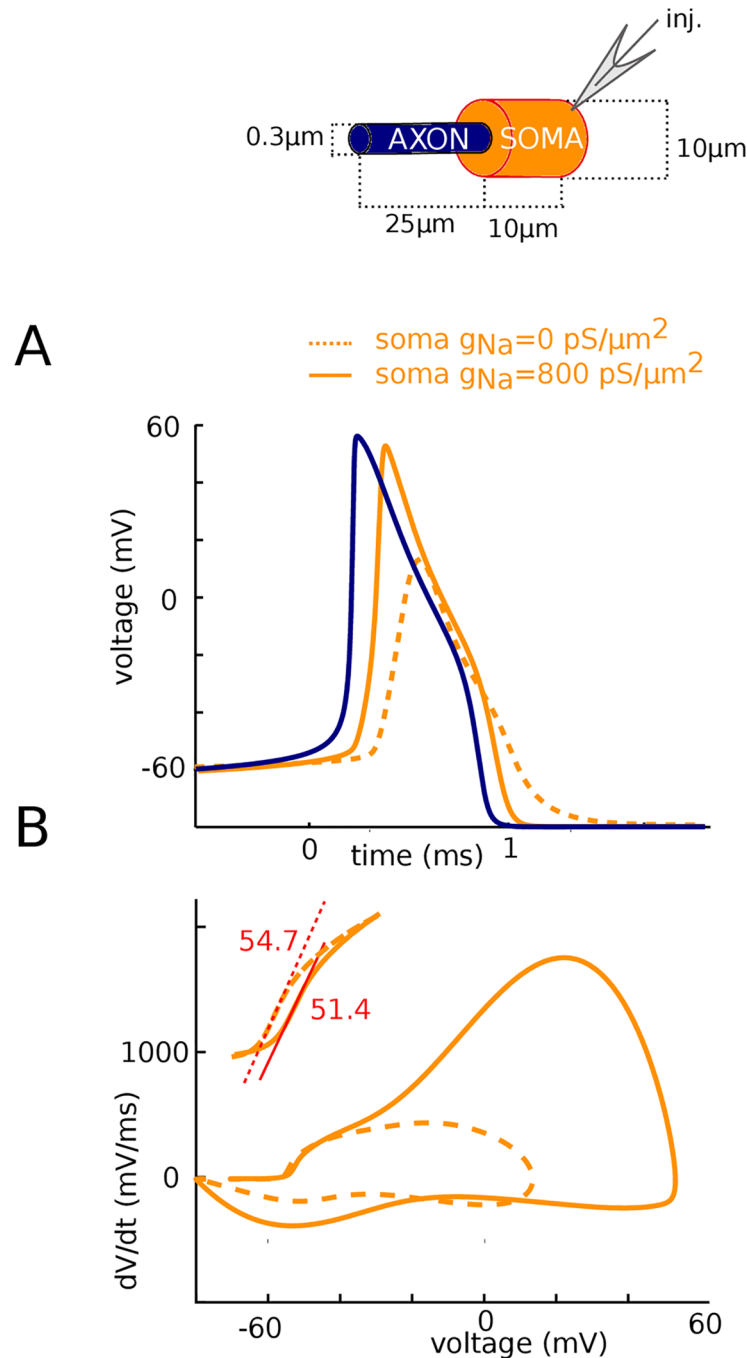 inj.
0.3µm
AXON
SOMA
10µm
25µm
10µm
A
soma gNa=0 pS/µm²
soma gNa=800 pS/µm²
60
0
-60
voltage (mV)
0
1
time (ms)
B
54.7
51.4
1000
0
dV/dt (mV/ms)
-60
0
60
voltage (mV)